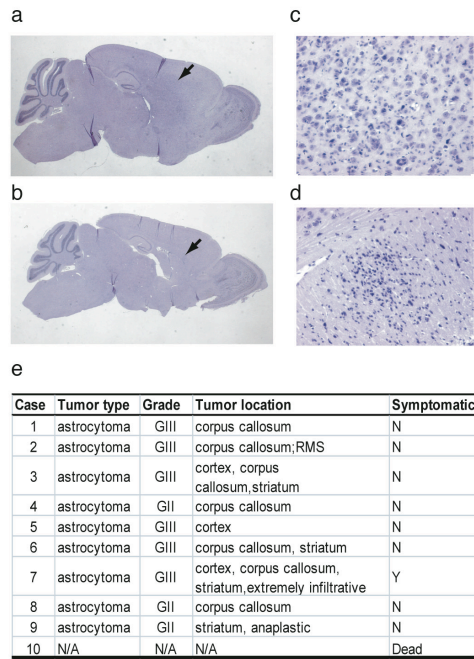 a
c
b
d
e
Case Tumor type Grade Tumor location Symptomatic
1 astrocytoma GIII corpus callosum N
2 astrocytoma GIII corpus callosum;RMS N
3 astrocytoma GIII cortex, corpus callosum,striatum N
4 astrocytoma GII corpus callosum N
5 astrocytoma GIII cortex N
6 astrocytoma GIII corpus callosum, striatum N
7 astrocytoma GIII cortex, corpus callosum, striatum,extremely infiltrative Y
8 astrocytoma GII corpus callosum N
9 astrocytoma GII striatum, anaplastic N
10 N/A N/A N/A Dead